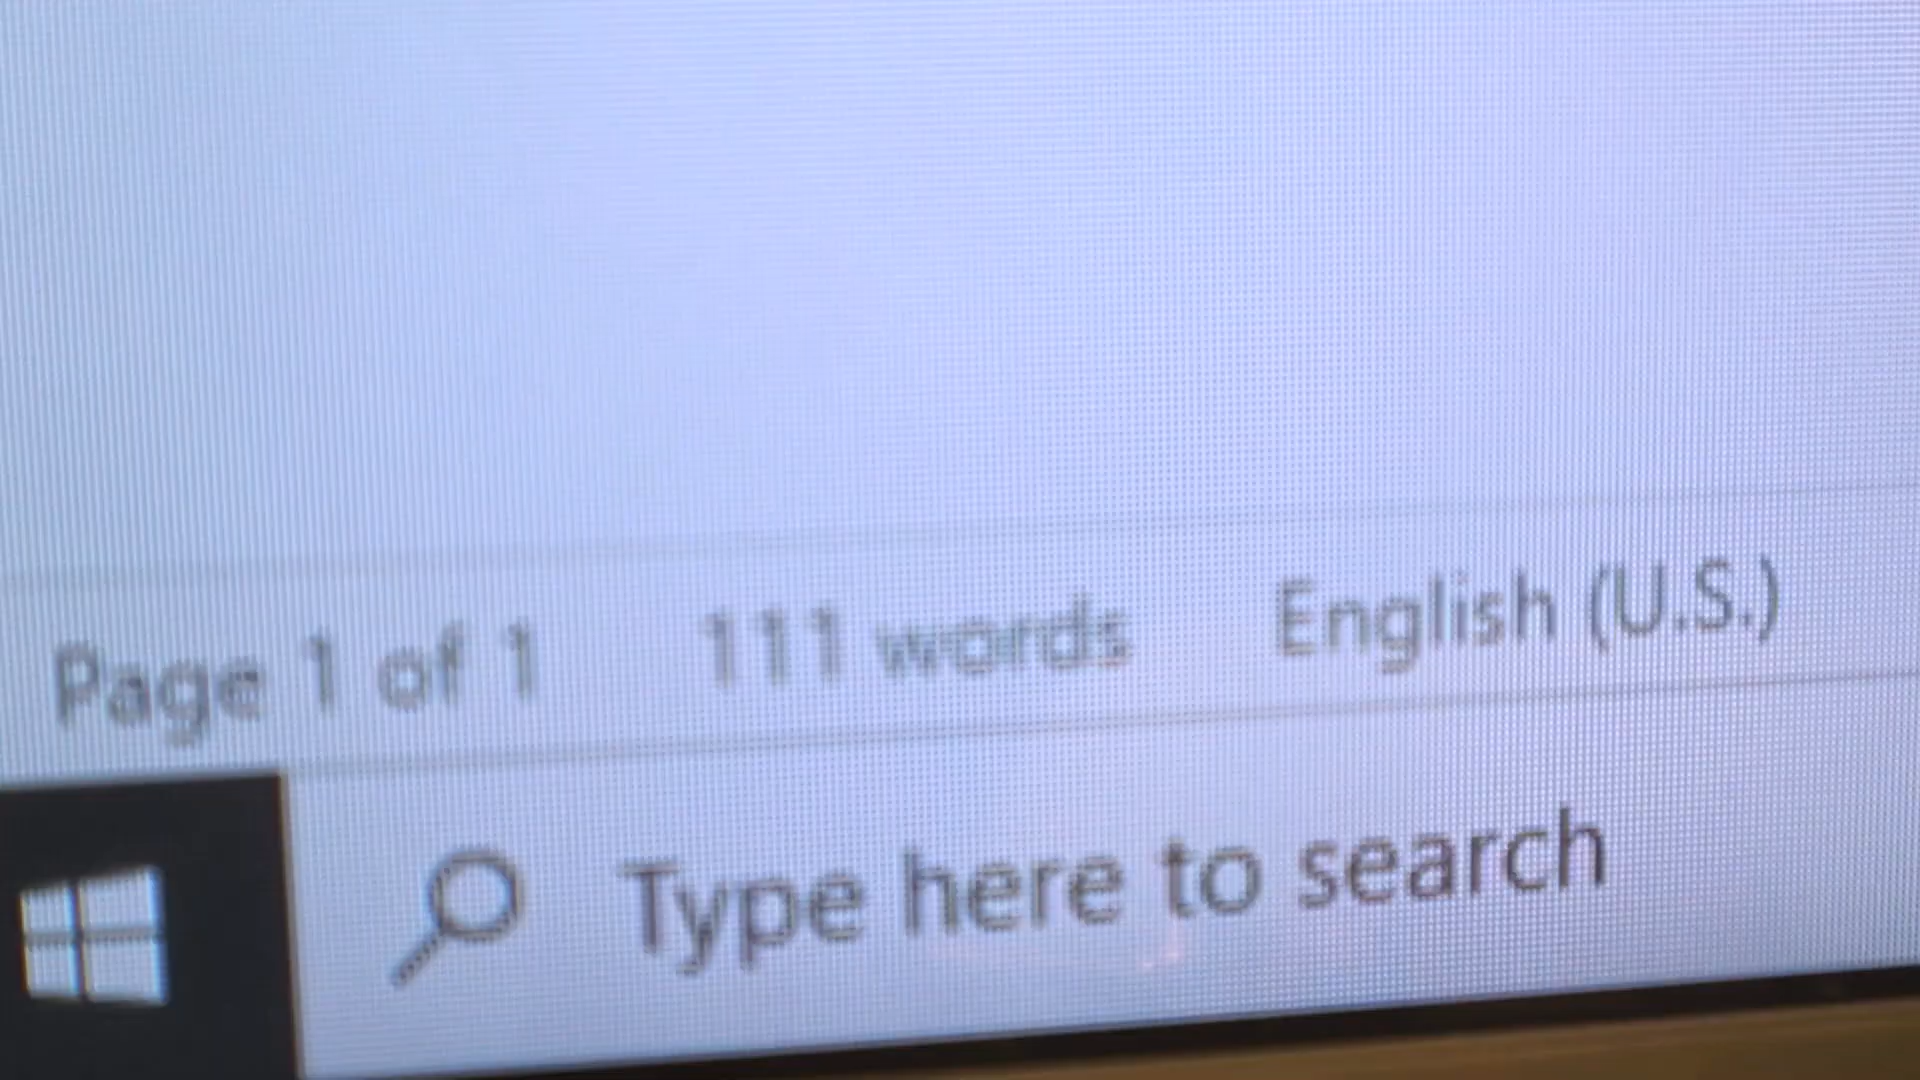 Page 1 of 1 111 words English (U.S.)
Type here to search